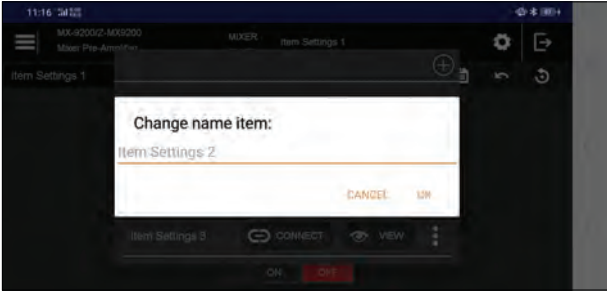 11:16
MX-9200/Z-MX9200
Mixer Pre-Amplifier
MIXER
Item Settings 1
Item Settings 1
Change name item:
Item Settings 2
CANCEL OK
Item Settings 3 CONNECT VIEW
ON OFF